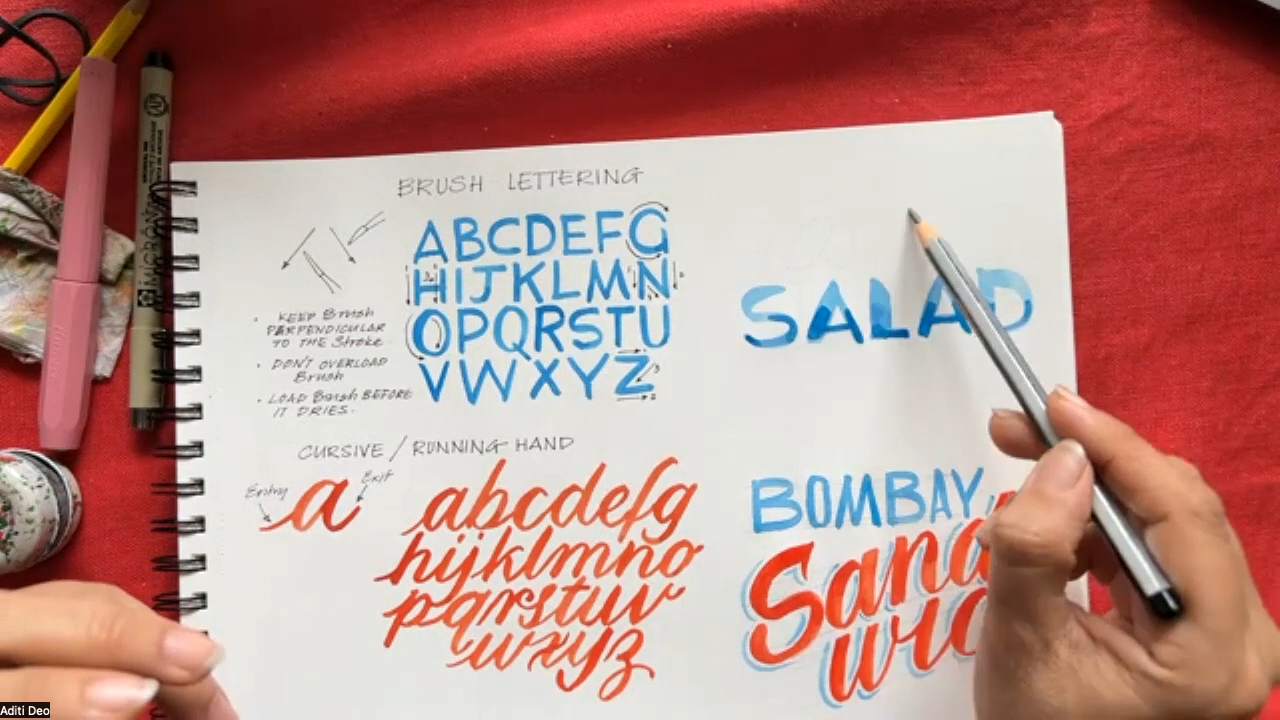 BRUSH LETTERING
ABCDEFG
HIJKLMN
OPQRSTU
VWXYZ
• KEEP Brush
PERPENDICULAR
TO THE Stroke.
• DON'T OVERLOAD
Brush
• LOAD Brush BEFORE
IT DRIES.
SALAD
CURSIVE / RUNNING HAND
Entry
a
Exit
abcdefg
hijklmno
pqrstuv
wxyz
BOMBAY
MICRON
Aditi Deo